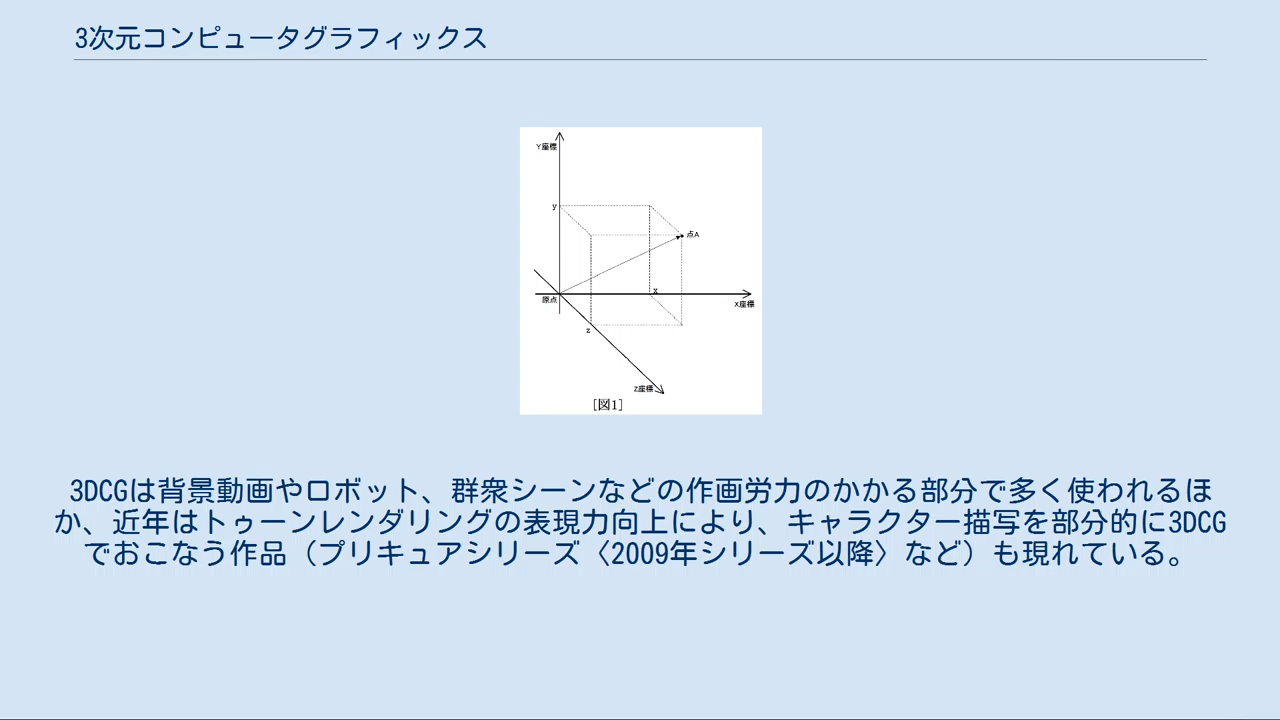 3次元コンピュータグラフィックス
Y座標
y
点A
x
原点
X座標
z
Z座標
[図1]
3DCGは背景動画やロボット、群衆シーンなどの作画労力のかかる部分で多く使われるほ
か、近年はトゥーンレンダリングの表現力向上により、キャラクター描写を部分的に3DCG
でおこなう作品（プリキュアシリーズ〈2009年シリーズ以降〉など）も現れている。